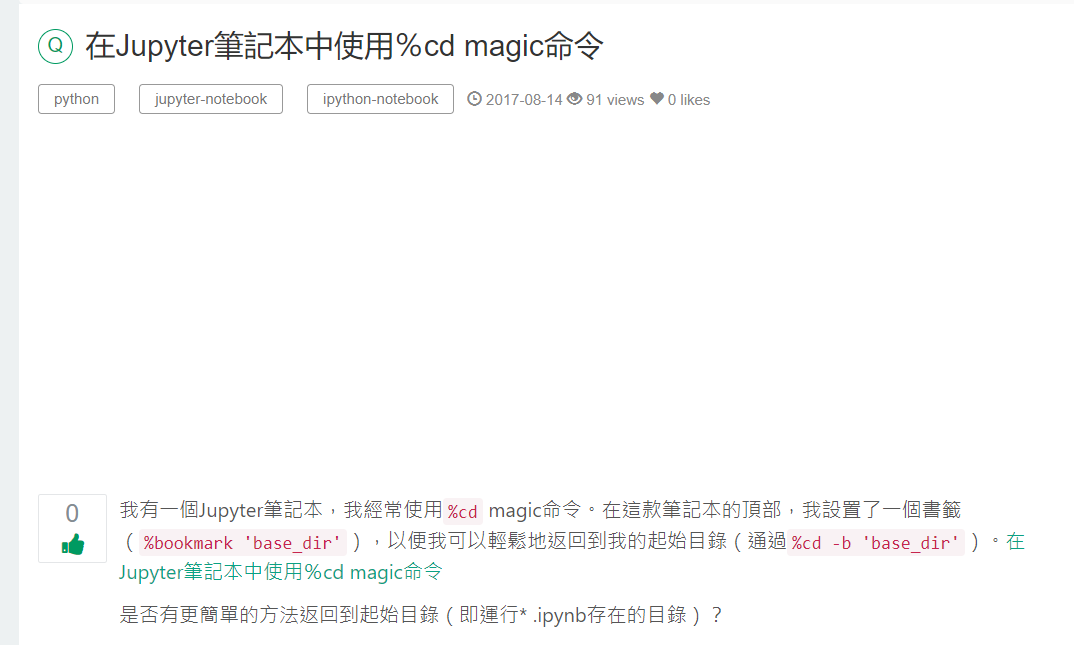 Q 在Jupyter筆記本中使用%cd magic命令
python jupyter-notebook ipython-notebook 2017-08-14 91 views 0 likes
0
我有一個Jupyter筆記本，我經常使用%cd magic命令。在這款筆記本的頂部，我設置了一個書籤
（%bookmark 'base_dir'），以便我可以輕鬆地返回到我的起始目錄（通過%cd -b 'base_dir'）。在
Jupyter筆記本中使用%cd magic命令
是否有更簡單的方法返回到起始目錄（即運行* .ipynb存在的目錄）？